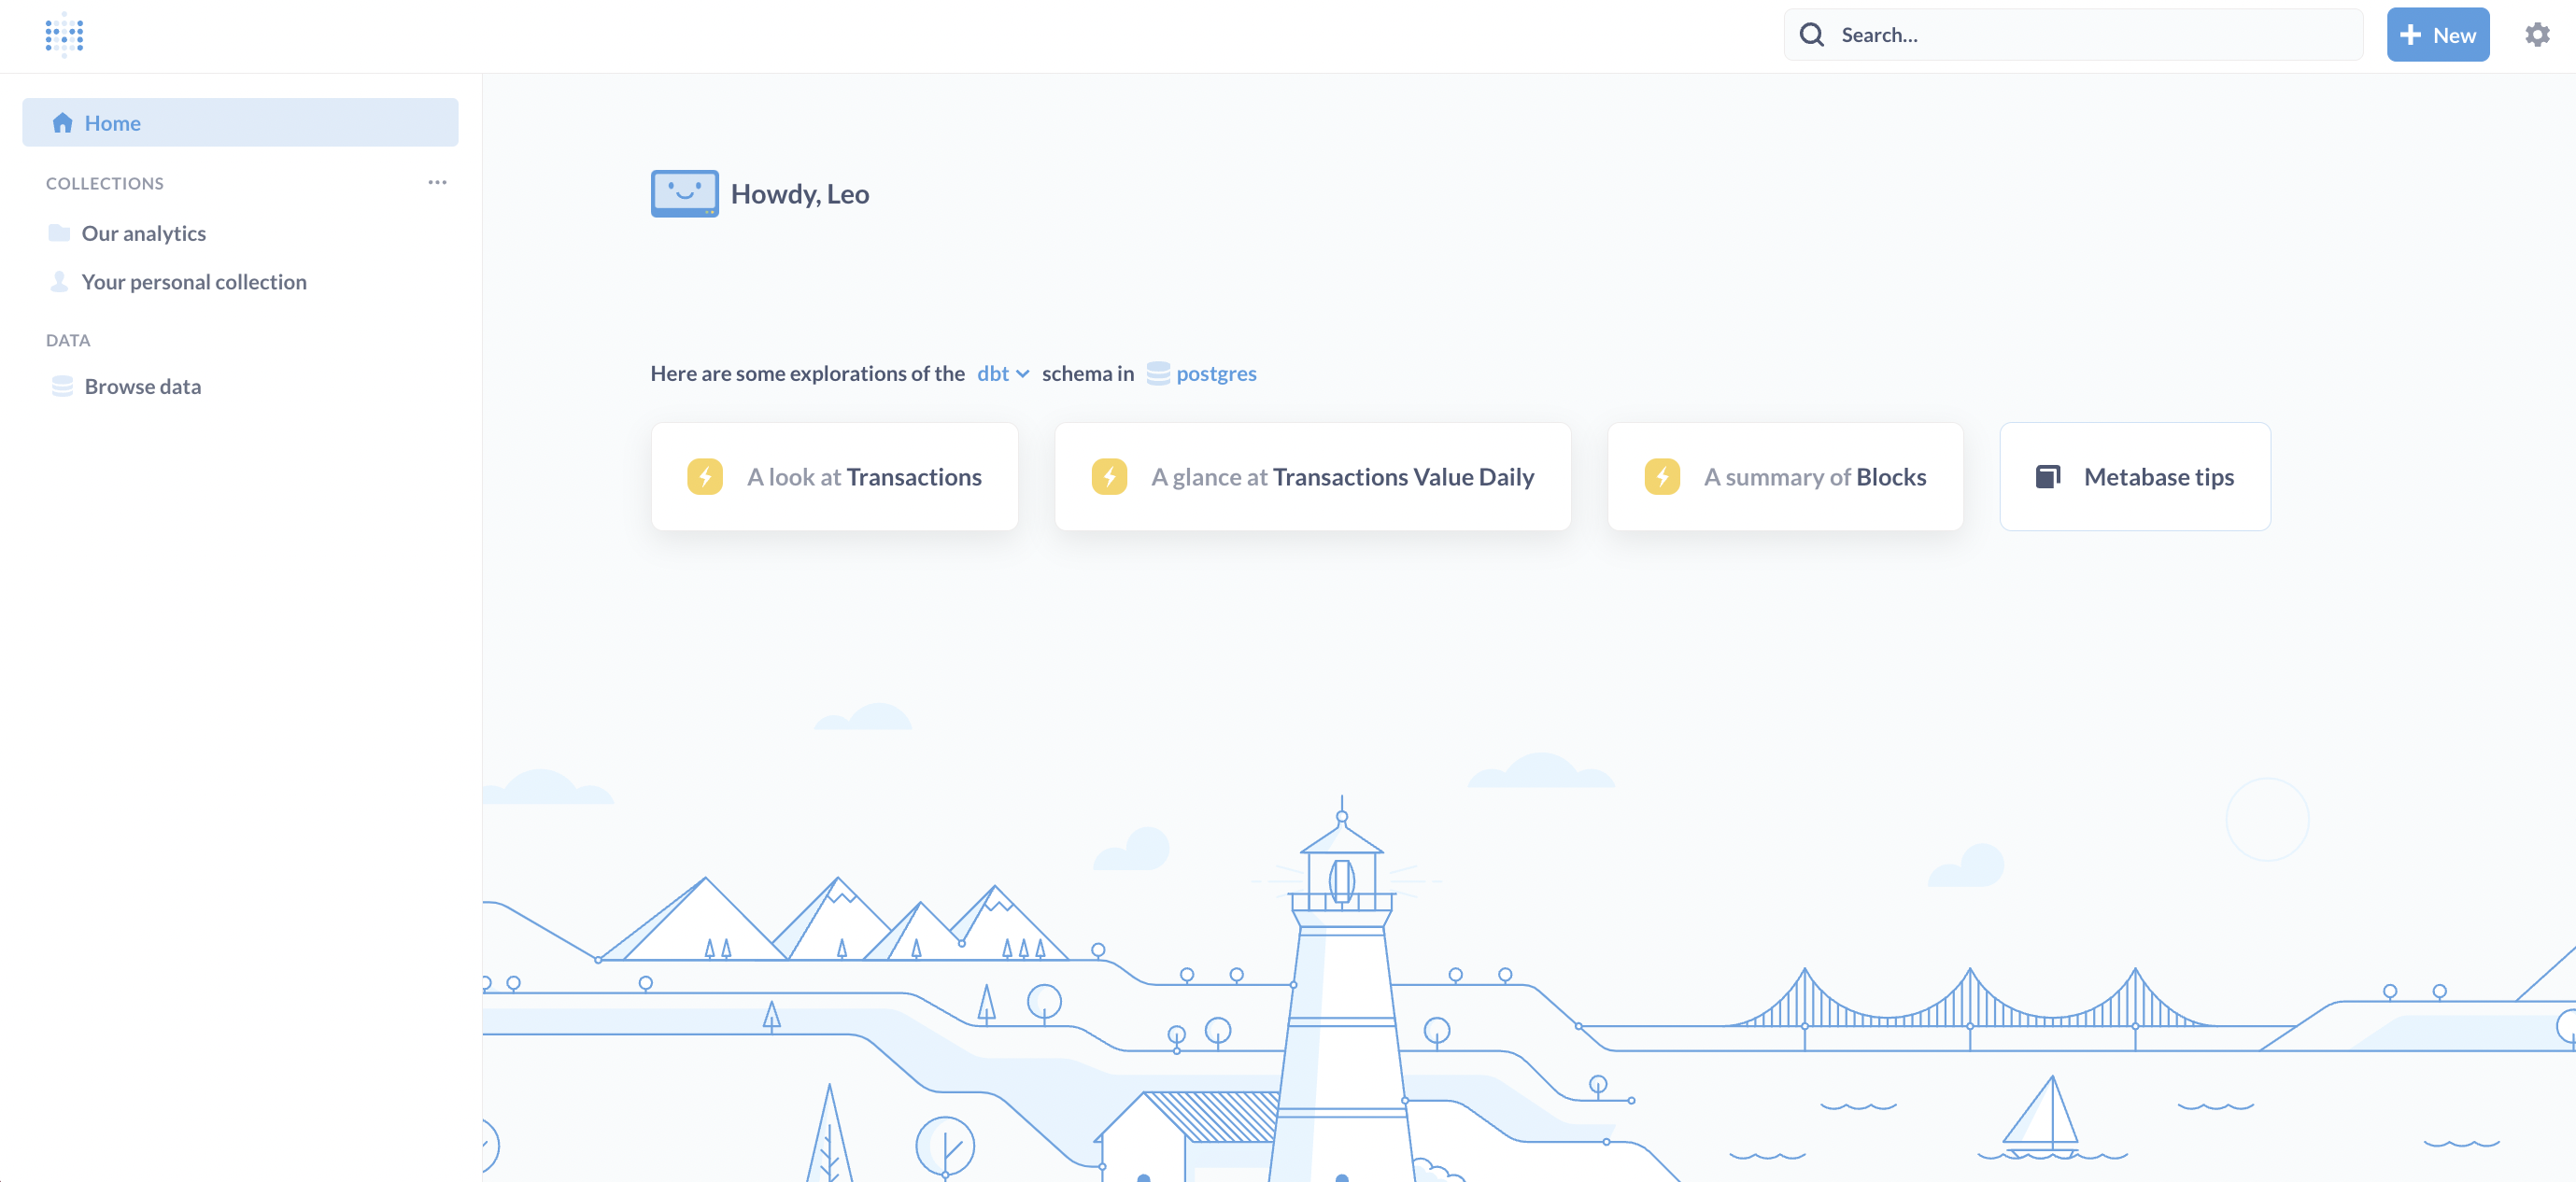 Search...
New
Home
COLLECTIONS
Our analytics
Your personal collection
DATA
Browse data
Howdy, Leo
Here are some explorations of the dbt schema in postgres
A look at Transactions
A glance at Transactions Value Daily
A summary of Blocks
Metabase tips